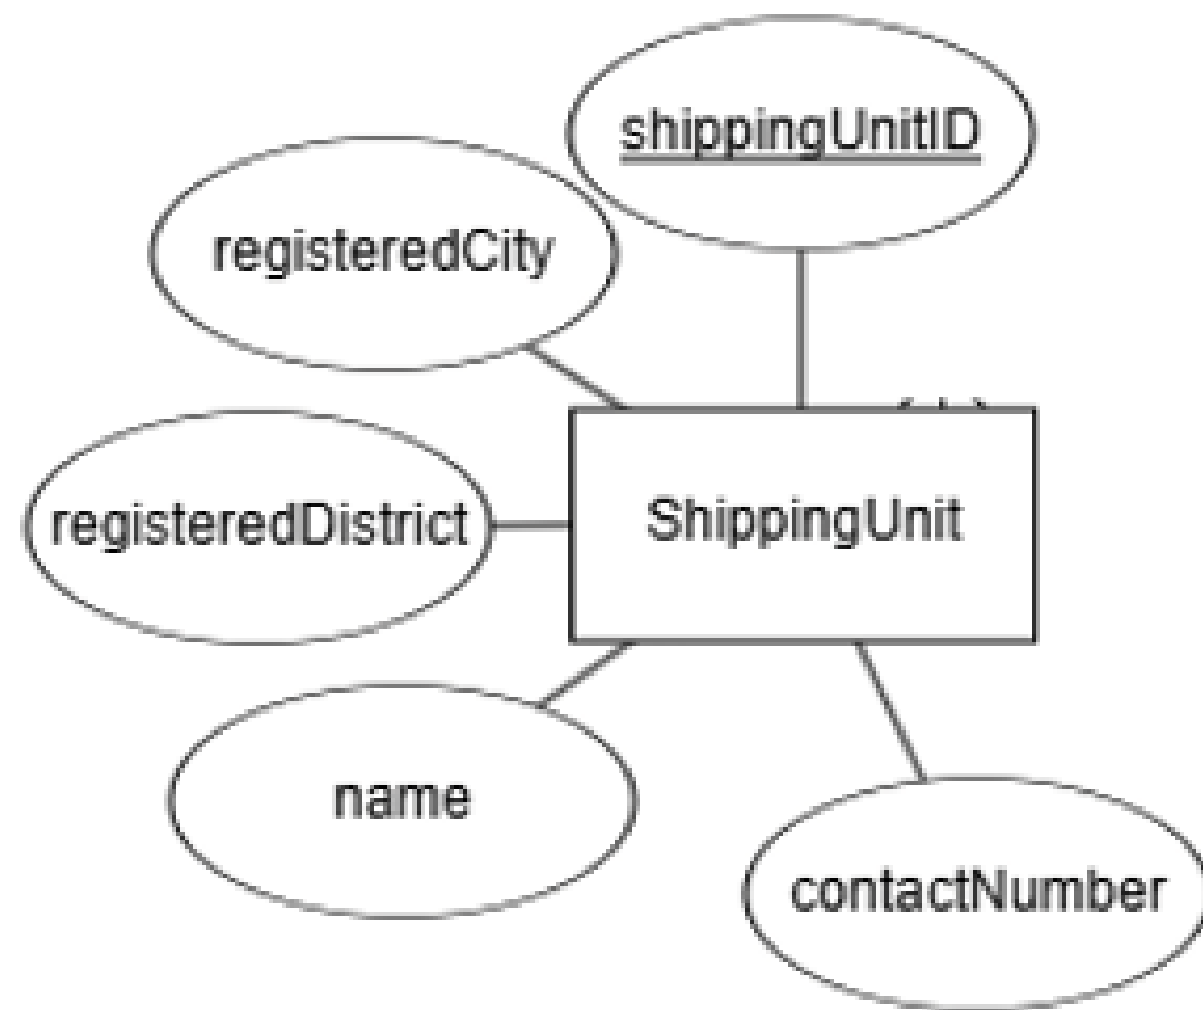 shippingUnitID
registeredCity
registeredDistrict
ShippingUnit
name
contactNumber